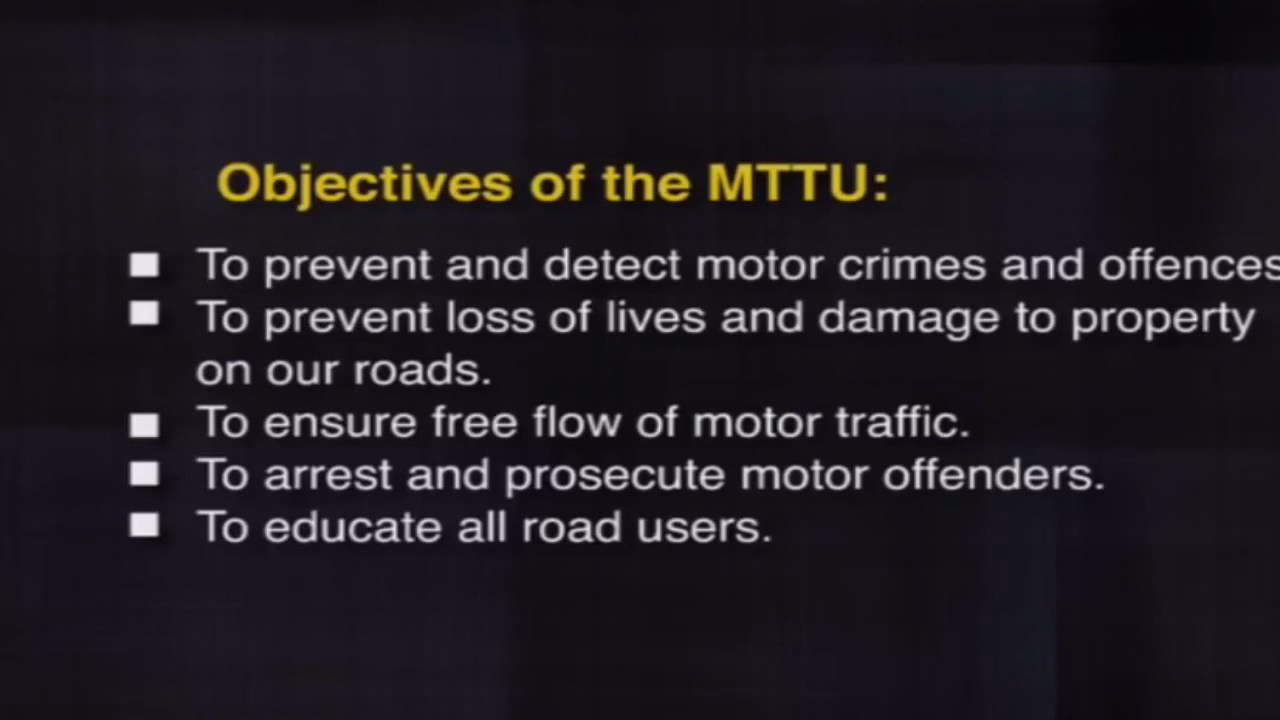 Objectives of the MTTU:
To prevent and detect motor crimes and offences
To prevent loss of lives and damage to property
on our roads.
To ensure free flow of motor traffic.
To arrest and prosecute motor offenders.
To educate all road users.